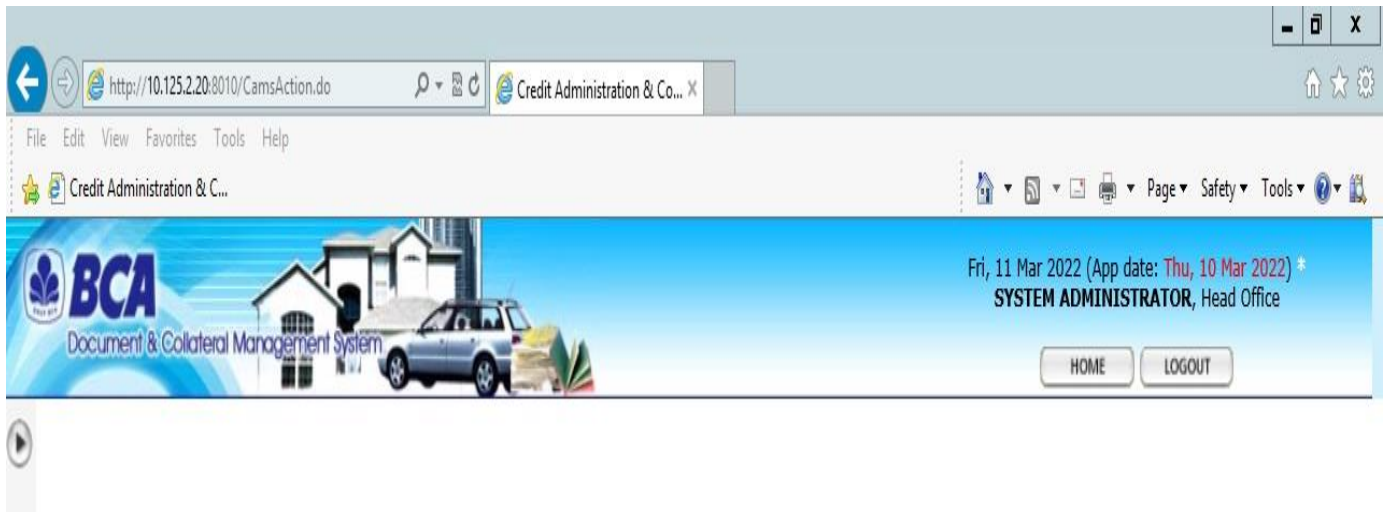 http://10.125.2.20:8010/CamsAction.do
Credit Administration & Co...
File Edit View Favorites Tools Help
Credit Administration & C...
Page Safety Tools
BCA
Document & Collateral Management System
Fri, 11 Mar 2022 (App date: Thu, 10 Mar 2022) *
SYSTEM ADMINISTRATOR, Head Office
HOME LOGOUT